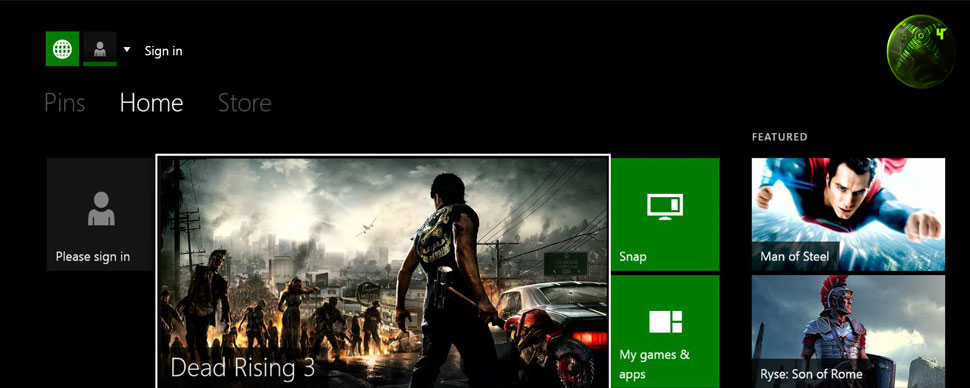 Sign in
Pins Home Store
FEATURED
Please sign in
Dead Rising 3
Snap
My games &
apps
Man of Steel
Ryse: Son of Rome